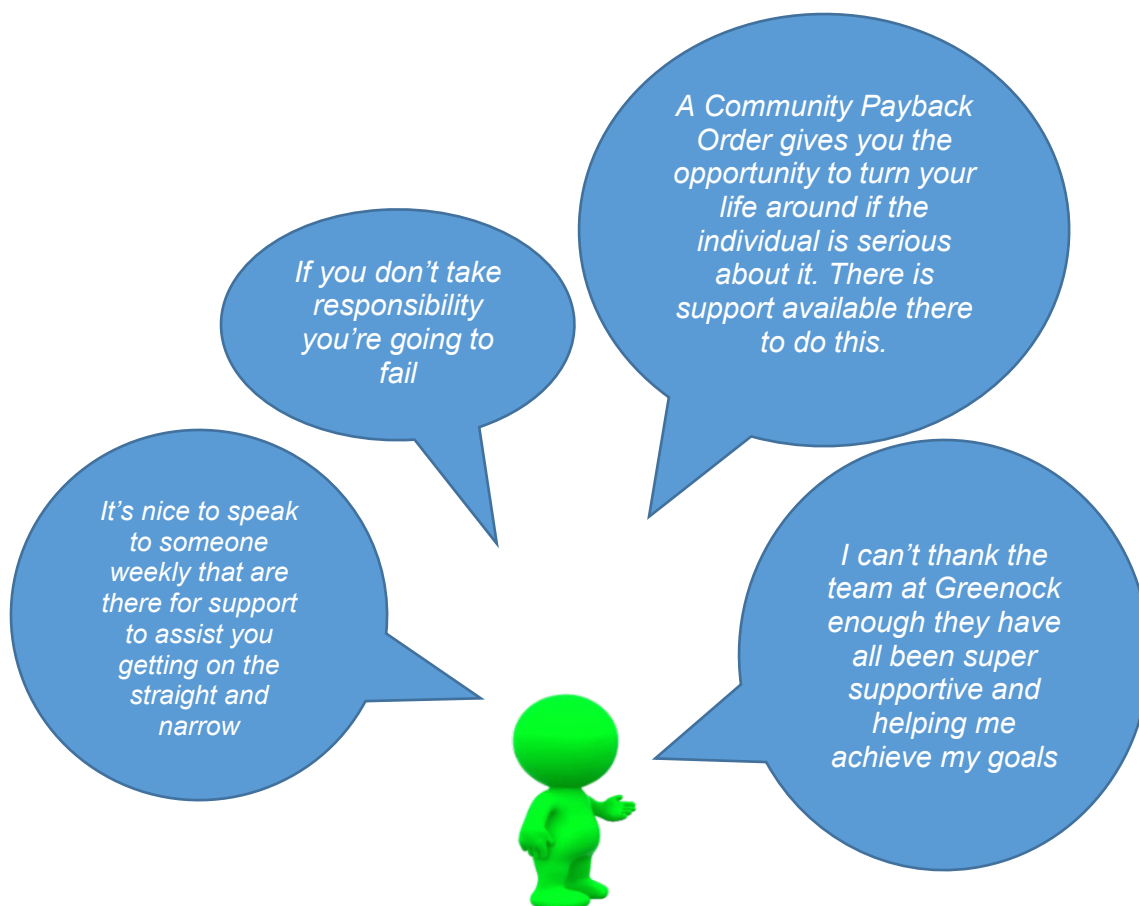 A Community Payback
Order gives you the
opportunity to turn your
life around if the
individual is serious
about it. There is
support available there
to do this.
If you don’t take
responsibility
you’re going to
fail
It’s nice to speak
to someone
weekly that are
there for support
to assist you
getting on the
straight and
narrow
I can’t thank the
team at Greenock
enough they have
all been super
supportive and
helping me
achieve my goals